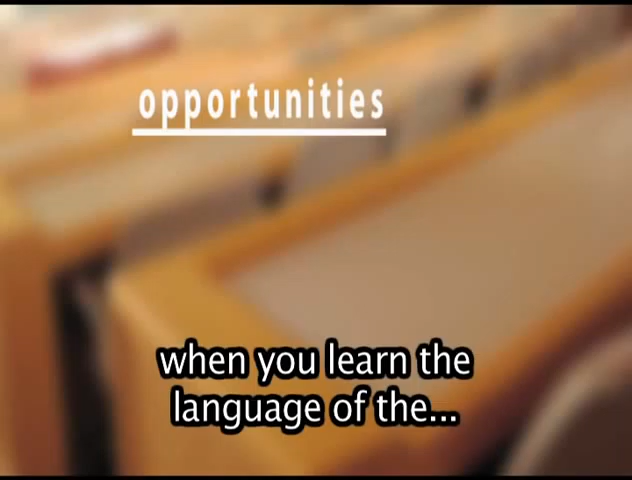 opportunities
when you learn the
language of the...